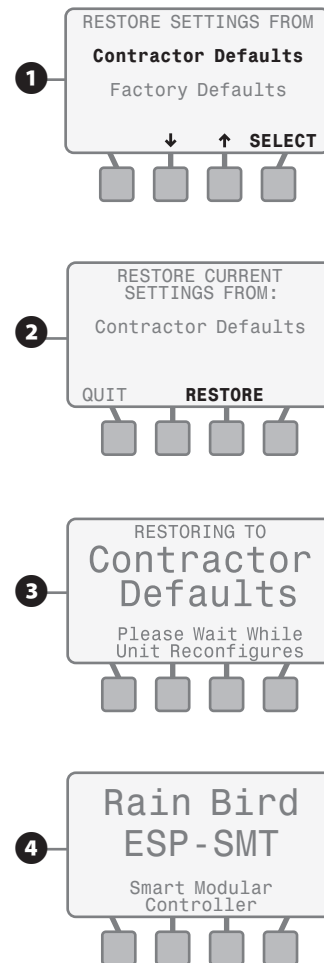 RESTORE SETTINGS FROM
Contractor Defaults
Factory Defaults
↓ ↑ SELECT
1
RESTORE CURRENT
SETTINGS FROM:
Contractor Defaults
QUIT RESTORE
2
RESTORING TO
Contractor
Defaults
Please Wait While
Unit Reconfigures
3
Rain Bird
ESP-SMT
Smart Modular
Controller
4